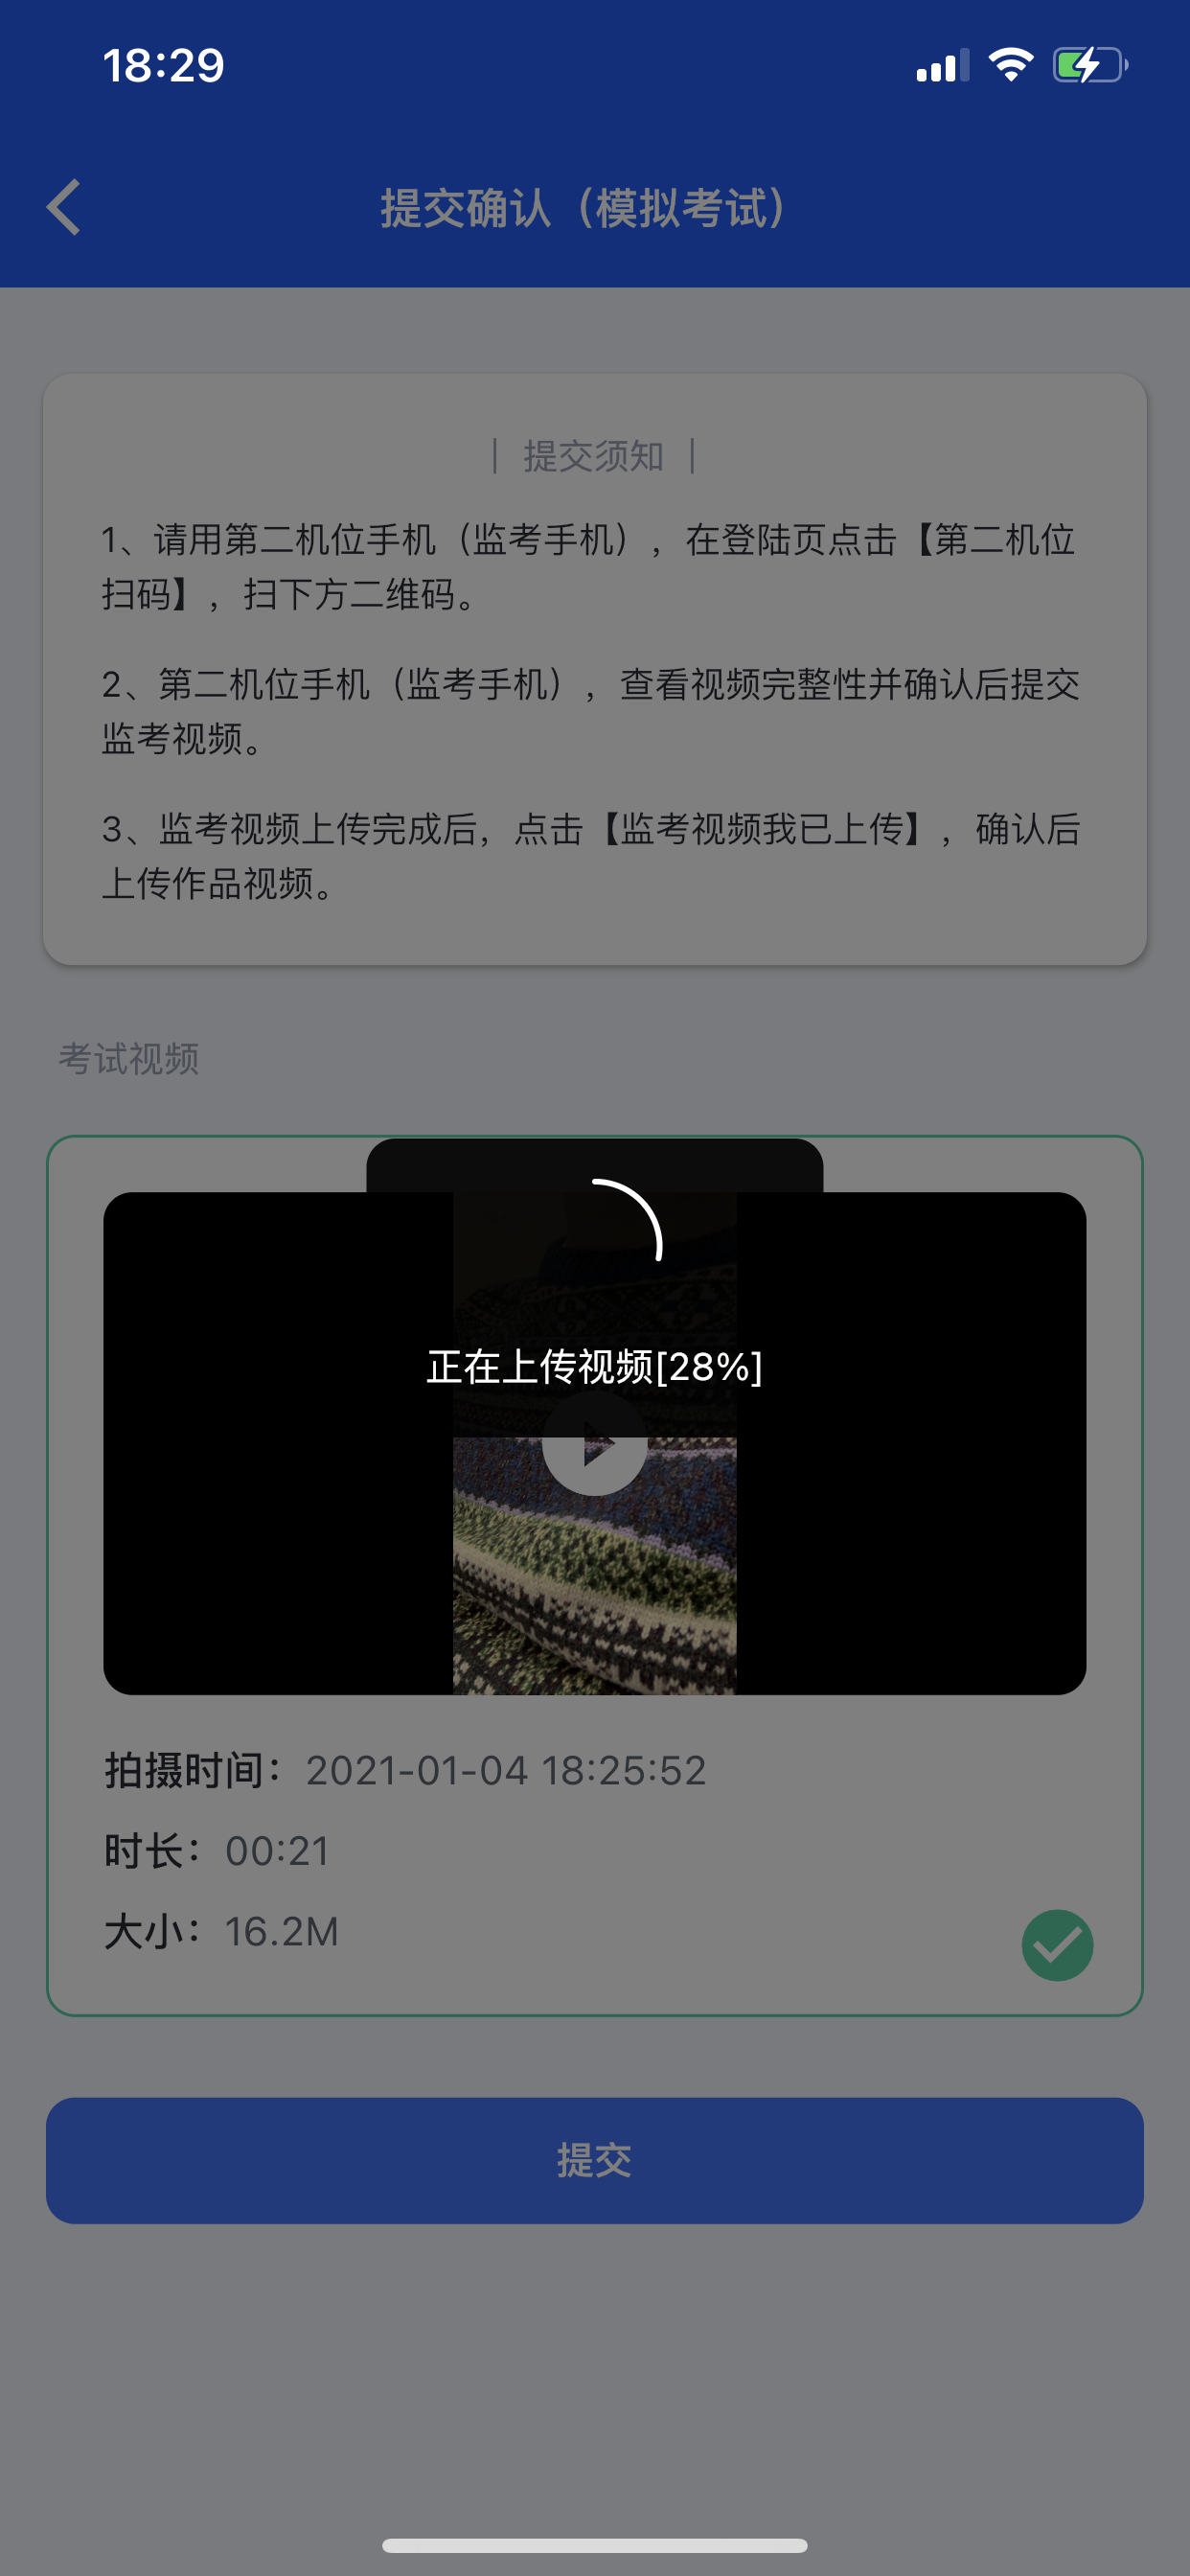 18:29
提交确认（模拟考试）
提交须知
1、请用第二机位手机（监考手机），在登陆页点击【第二机位
扫码】，扫下方二维码。
2、第二机位手机（监考手机），查看视频完整性并确认后提交
监考视频。
3、监考视频上传完成后，点击【监考视频我已上传】，确认后
上传作品视频。
考试视频
正在上传视频[28%]
拍摄时间：2021-01-04 18:25:52
时长：00:21
大小：16.2M
提交